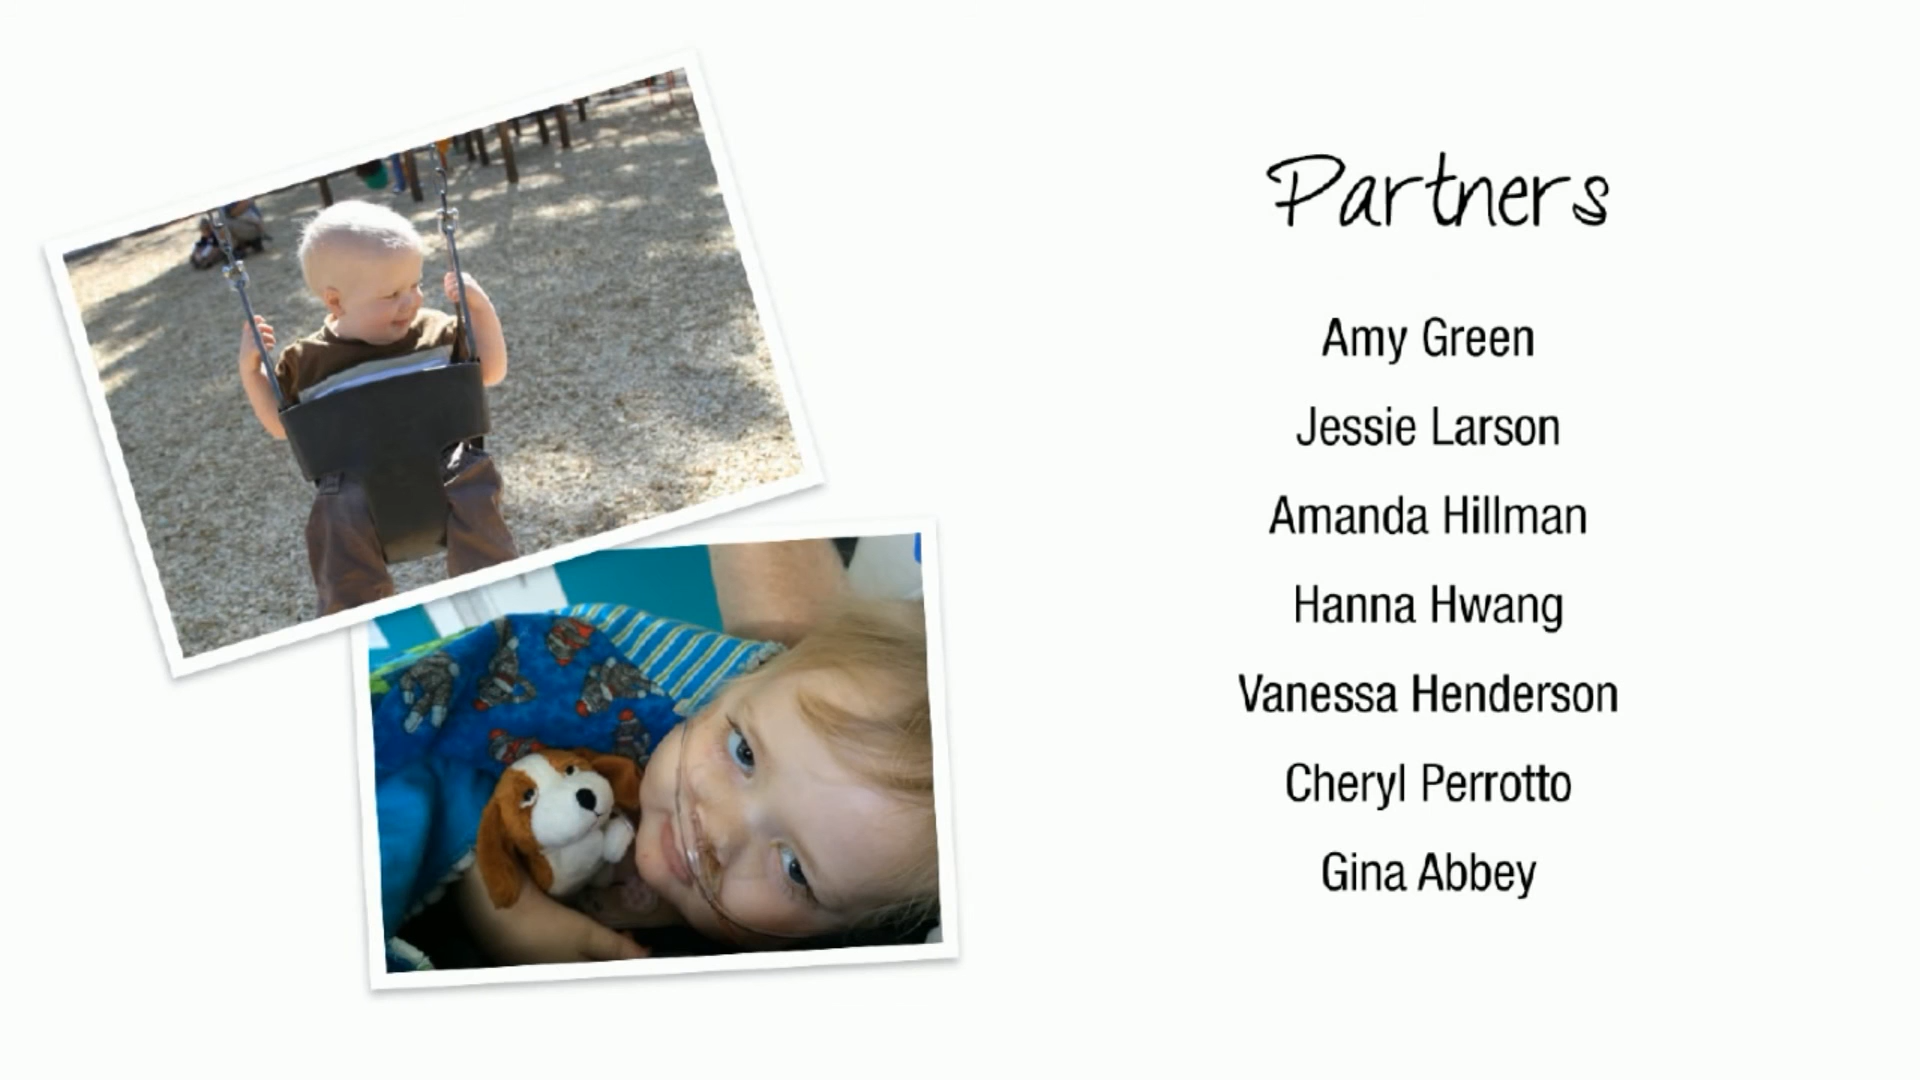 Partners
Amy Green
Jessie Larson
Amanda Hillman
Hanna Hwang
Vanessa Henderson
Cheryl Perrotto
Gina Abbey